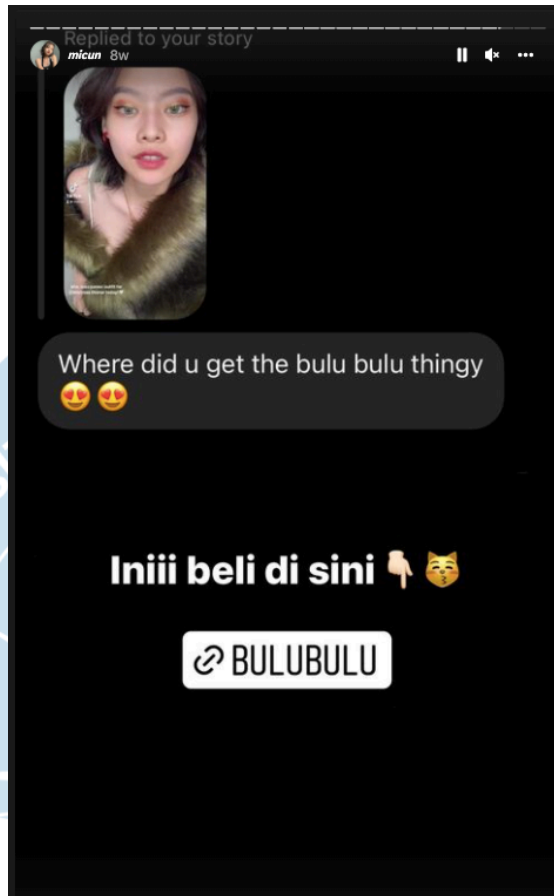 Replied to your story
micun 8w
Where did u get the bulu bulu thingy
😍 😍
Iniii beli di sini 👇🏻 😽
BULUBULU